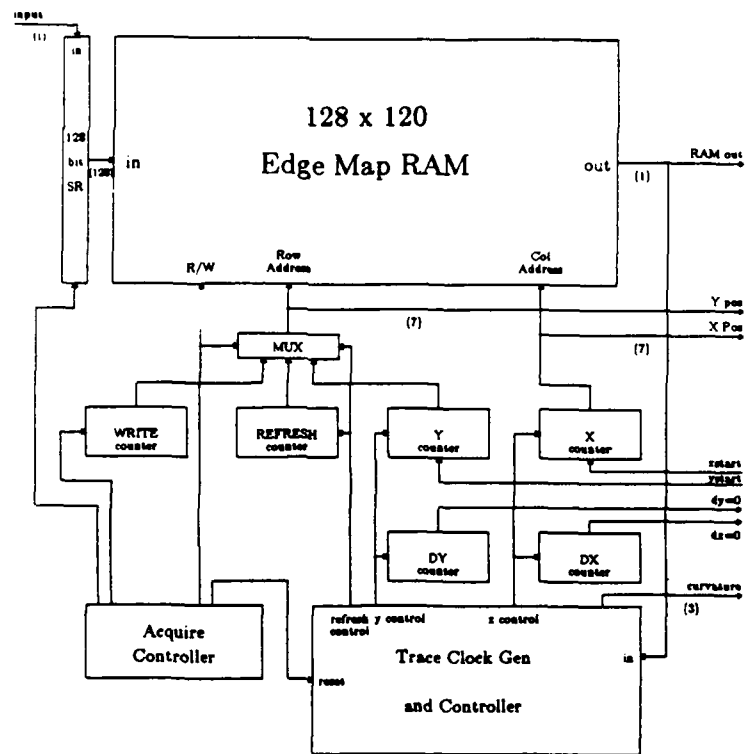 input
(1)
in
128
bit
SR
(128)
in
128 x 120
Edge Map RAM
out
(1)
RAM out
R/W
Row
Address
Col
Address
(7)
Y pos
X Pos
(7)
MUX
WRITE
counter
REFRESH
counter
Y
counter
X
counter
xstart
ystart
dy=0
dx=0
DY
counter
DX
counter
curvature
(3)
Acquire
Controller
refresh
control
y control
x control
reset
Trace Clock Gen
and Controller
in